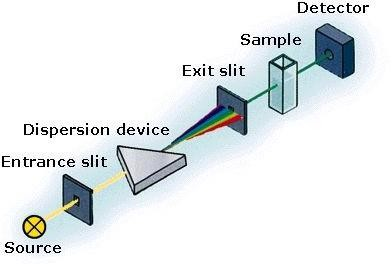 Detector
Sample
Exit slit
Dispersion device
Entrance slit
Source